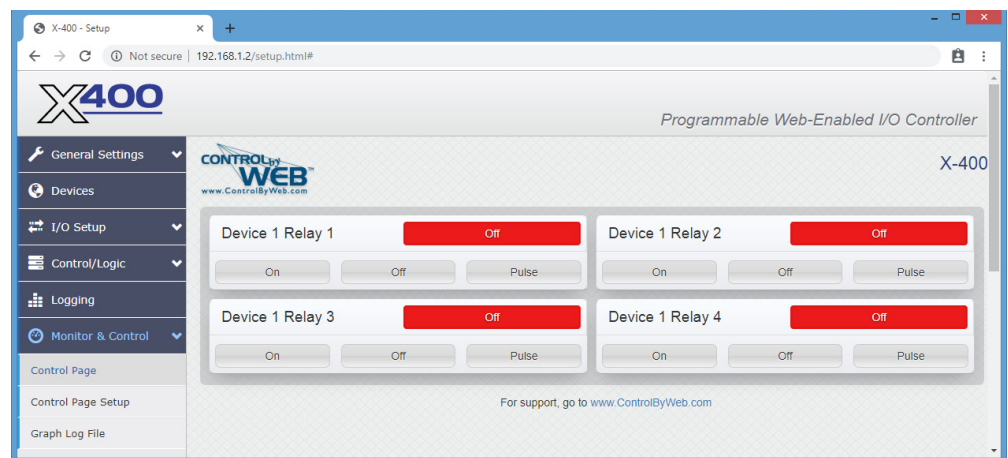 X-400 - Setup
Not secure | 192.168.1.2/setup.html#
X400
Programmable Web-Enabled I/O Controller
General Settings
Devices
I/O Setup
Control/Logic
Logging
Monitor & Control
Control Page
Control Page Setup
Graph Log File
CONTROL by
WEB™
www.ControlByWeb.com
X-400
Device 1 Relay 1 Off
On Off Pulse
Device 1 Relay 2 Off
On Off Pulse
Device 1 Relay 3 Off
On Off Pulse
Device 1 Relay 4 Off
On Off Pulse
For support, go to www.ControlByWeb.com